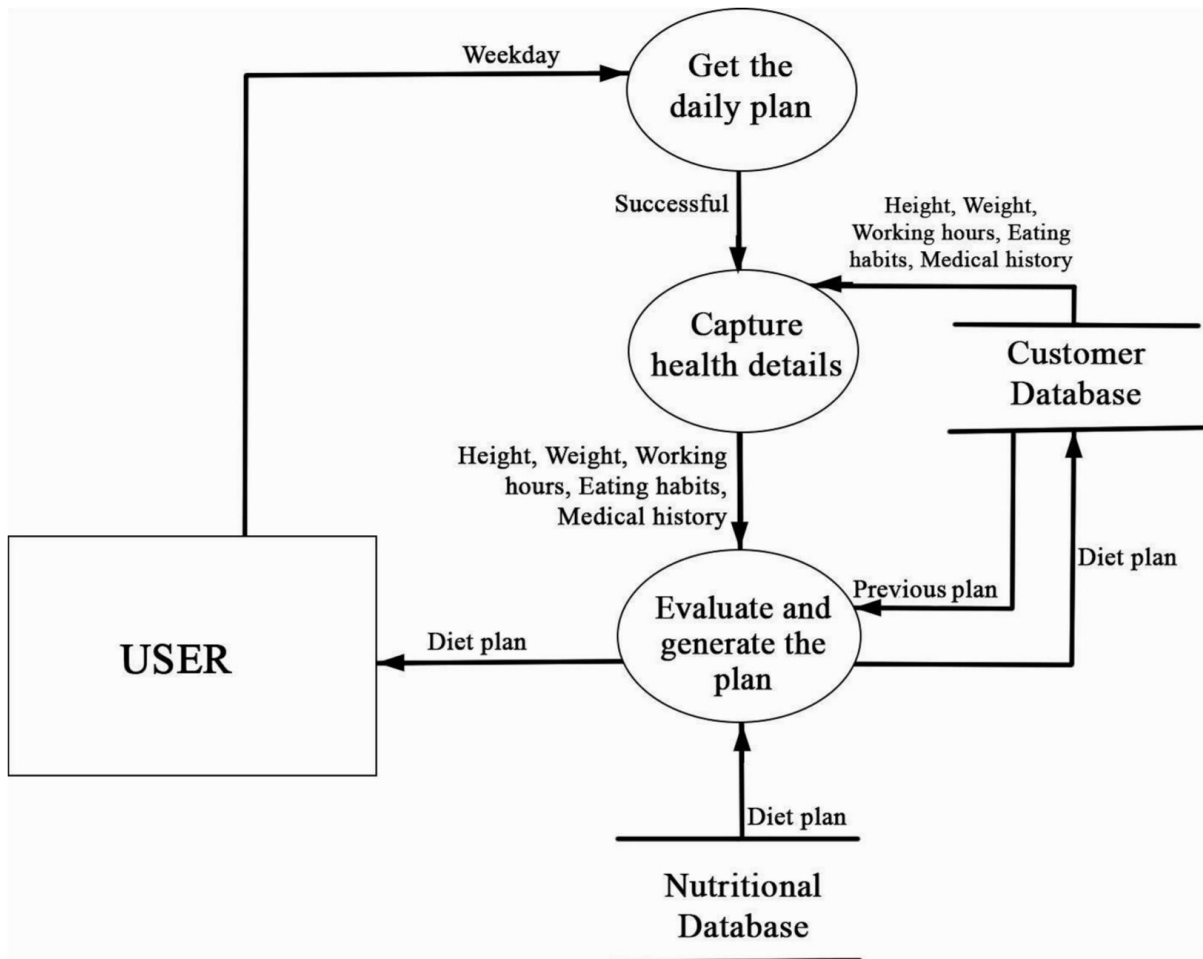 Weekday
Get the
daily plan
Successful
Height, Weight,
Working hours, Eating
habits, Medical history
Capture
health details
Customer
Database
Height, Weight, Working
hours, Eating habits,
Medical history
Previous plan
Diet plan
Evaluate and
generate the
plan
Diet plan
USER
Diet plan
Nutritional
Database